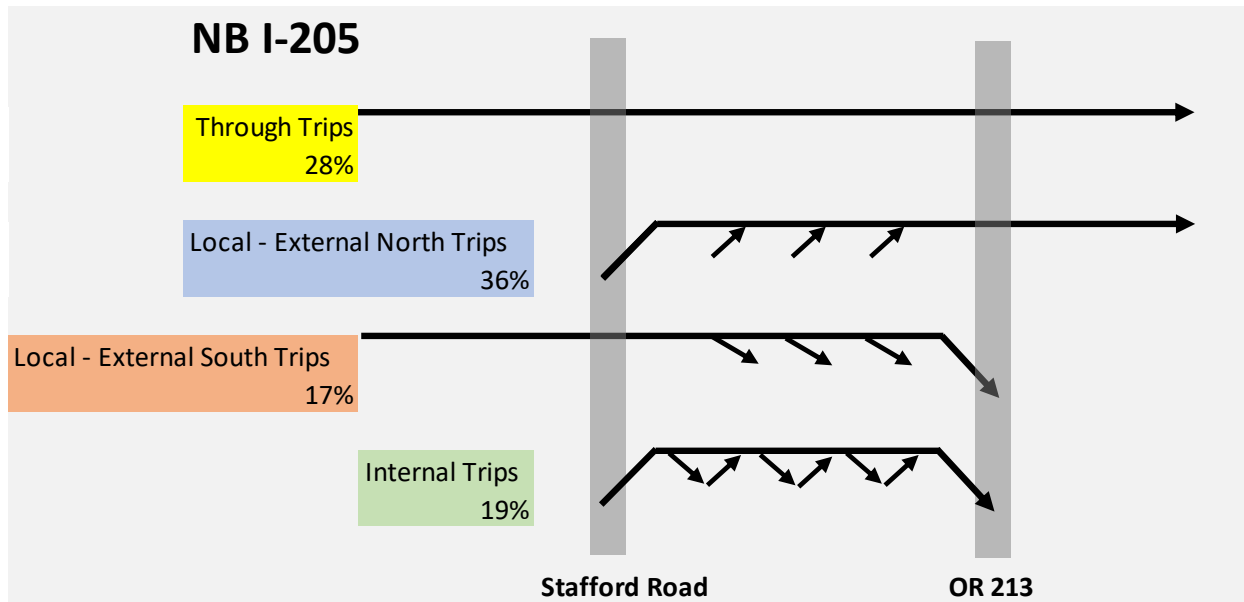 NB I-205
Through Trips
28%
Local - External North Trips
36%
Local - External South Trips
17%
Internal Trips
19%
Stafford Road
OR 213